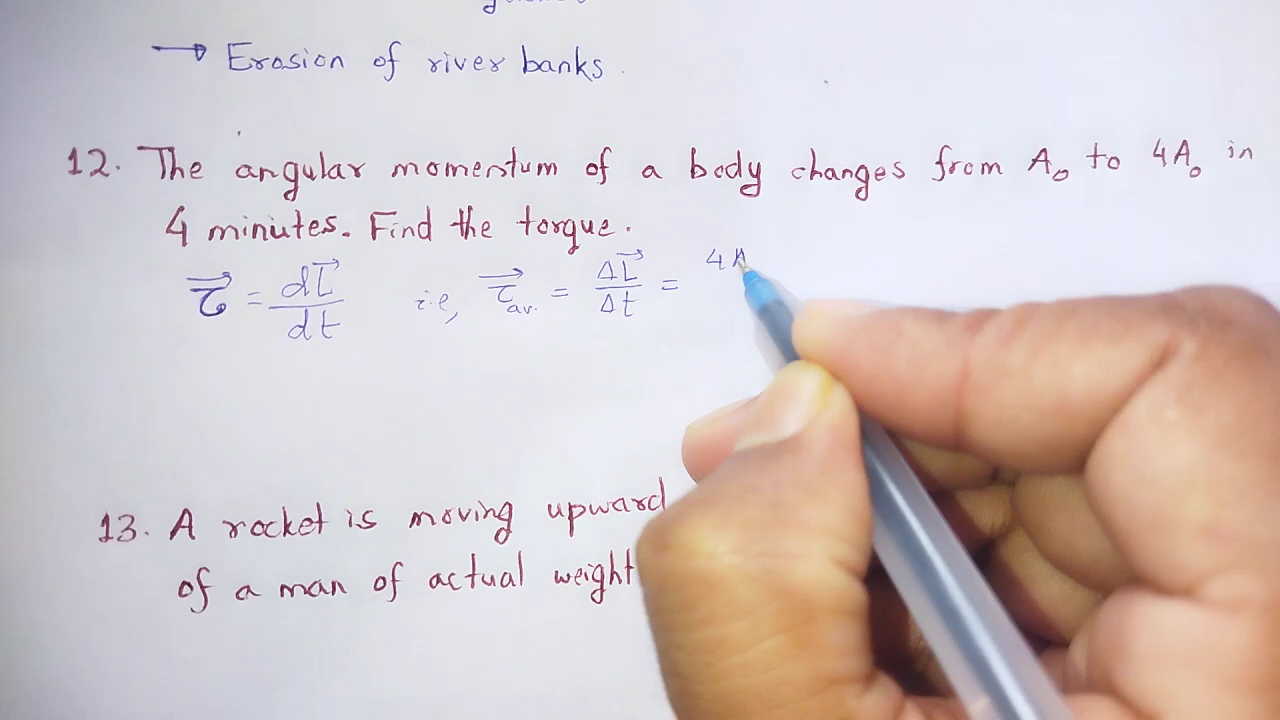 → Erosion of river banks.
12. The angular momentum of a body changes from A₀ to 4A₀ in
4 minutes. Find the torque.
τ⃗ = dL⃗/dt i.e, τ⃗av. = ΔL⃗/Δt = 4A
13. A rocket is moving upward
of a man of actual weight